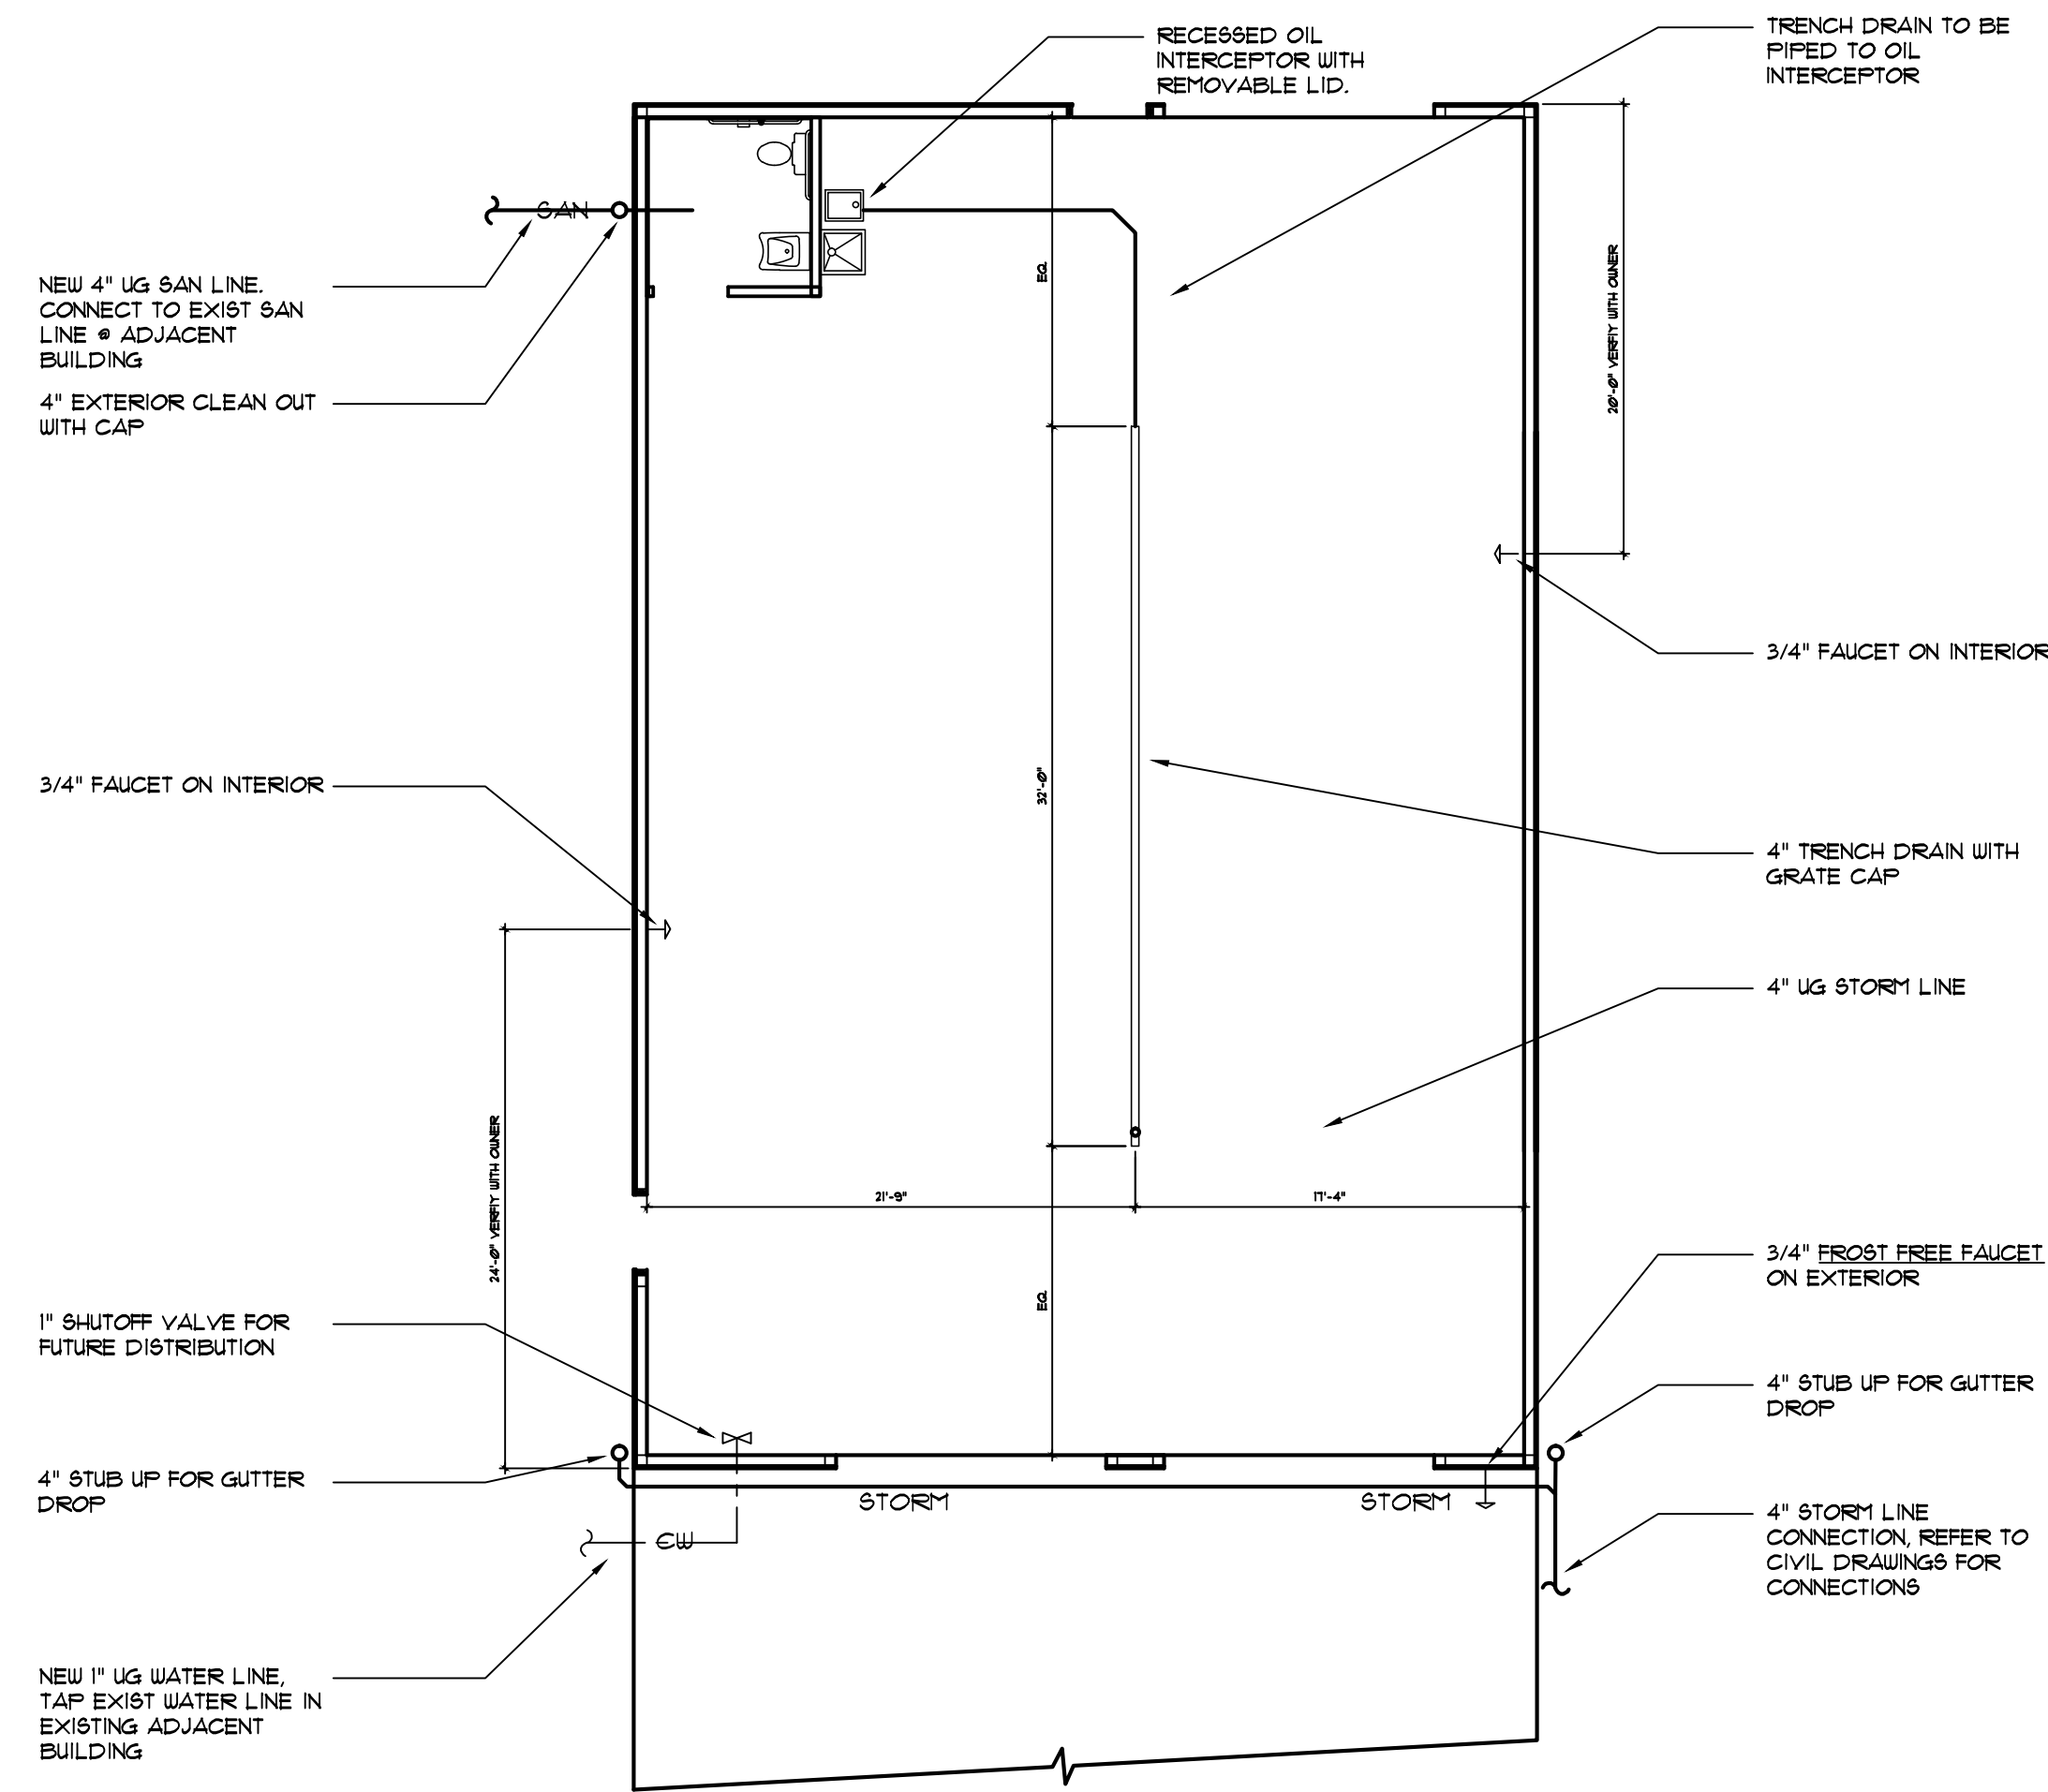 RECESSED OIL
INTERCEPTOR WITH
REMOVABLE LID.
TRENCH DRAIN TO BE
PIPED TO OIL
INTERCEPTOR
SAN
NEW 4" UG SAN LINE.
CONNECT TO EXIST SAN
LINE @ ADJACENT
BUILDING
4" EXTERIOR CLEAN OUT
WITH CAP
EQ.
20'-0" VERFIY WITH OWNER
3/4" FAUCET ON INTERIOR
3/4" FAUCET ON INTERIOR
32'-0"
4" TRENCH DRAIN WITH
GRATE CAP
4" UG STORM LINE
24'-0" VERFIY WITH OWNER
21'-9"
17'-4"
EQ.
3/4" FROST FREE FAUCET
ON EXTERIOR
1" SHUTOFF VALVE FOR
FUTURE DISTRIBUTION
4" STUB UP FOR GUTTER
DROP
4" STUB UP FOR GUTTER
DROP
STORM
STORM
CW
4" STORM LINE
CONNECTION, REFER TO
CIVIL DRAWINGS FOR
CONNECTIONS
NEW 1" UG WATER LINE,
TAP EXIST WATER LINE IN
EXISTING ADJACENT
BUILDING